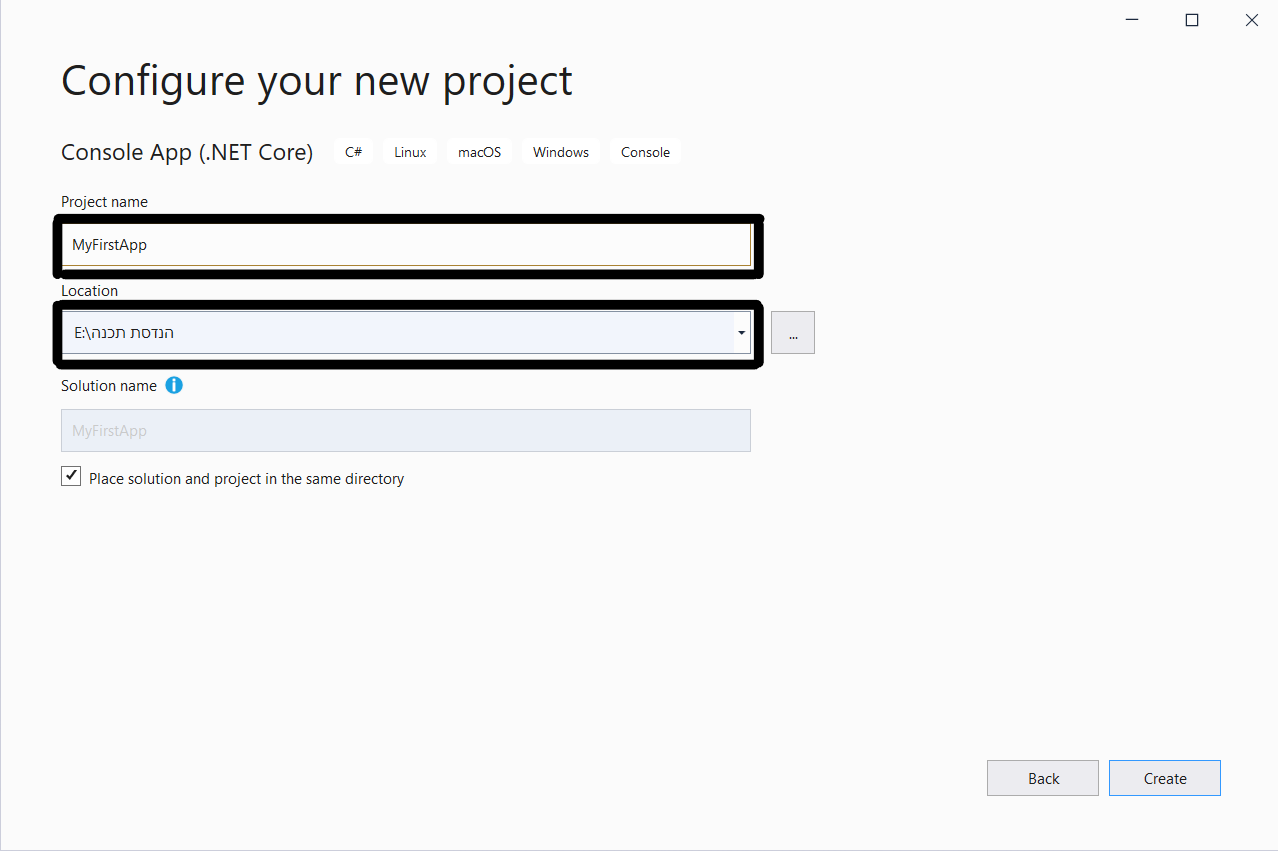 Configure your new project
Console App (.NET Core) C# Linux macOS Windows Console
Project name
MyFirstApp
Location
E:\הנדסת תכנה
...
Solution name
MyFirstApp
Place solution and project in the same directory
Back Create